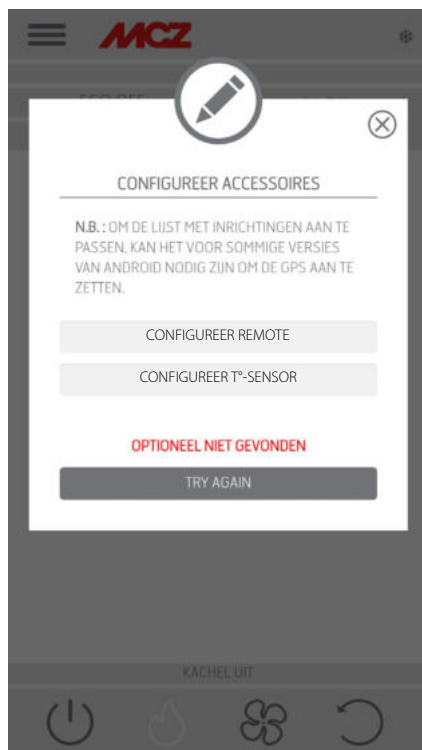 MCZ
CONFIGUREER ACCESSOIRES
N.B. : OM DE LIJST MET INRICHTINGEN AAN TE
PASSEN, KAN HET VOOR SOMMIGE VERSIES
VAN ANDROID NODIG ZIJN OM DE GPS AAN TE
ZETTEN.
CONFIGUREER REMOTE
CONFIGUREER T°-SENSOR
OPTIONEEL NIET GEVONDEN
TRY AGAIN
KACHEL UIT